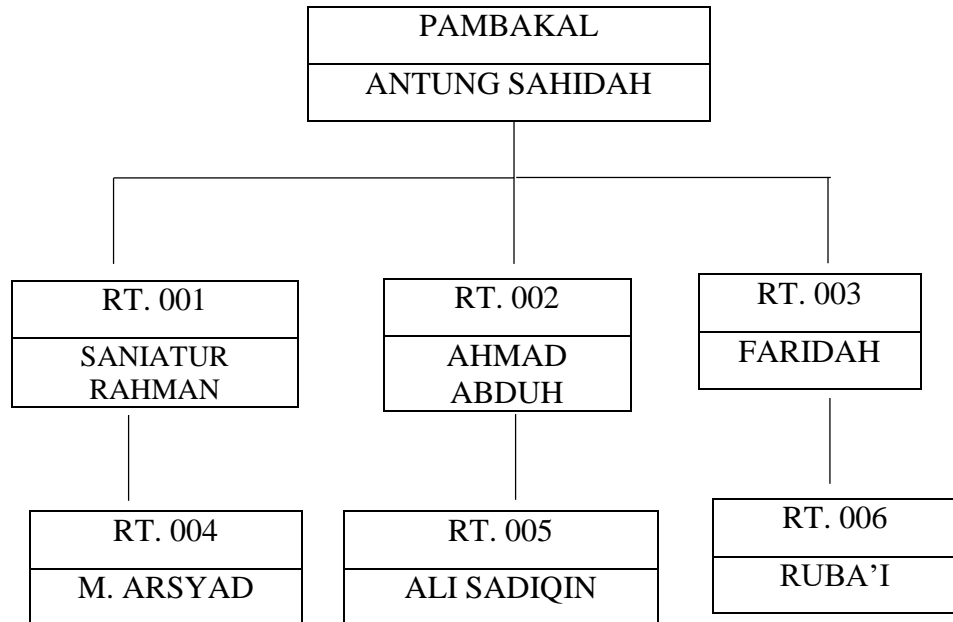 PAMBAKAL
ANTUNG SAHIDAH
RT. 001
SANIATUR
RAHMAN
RT. 002
AHMAD
ABDUH
RT. 003
FARIDAH
RT. 004
M. ARSYAD
RT. 005
ALI SADIQIN
RT. 006
RUBA’I